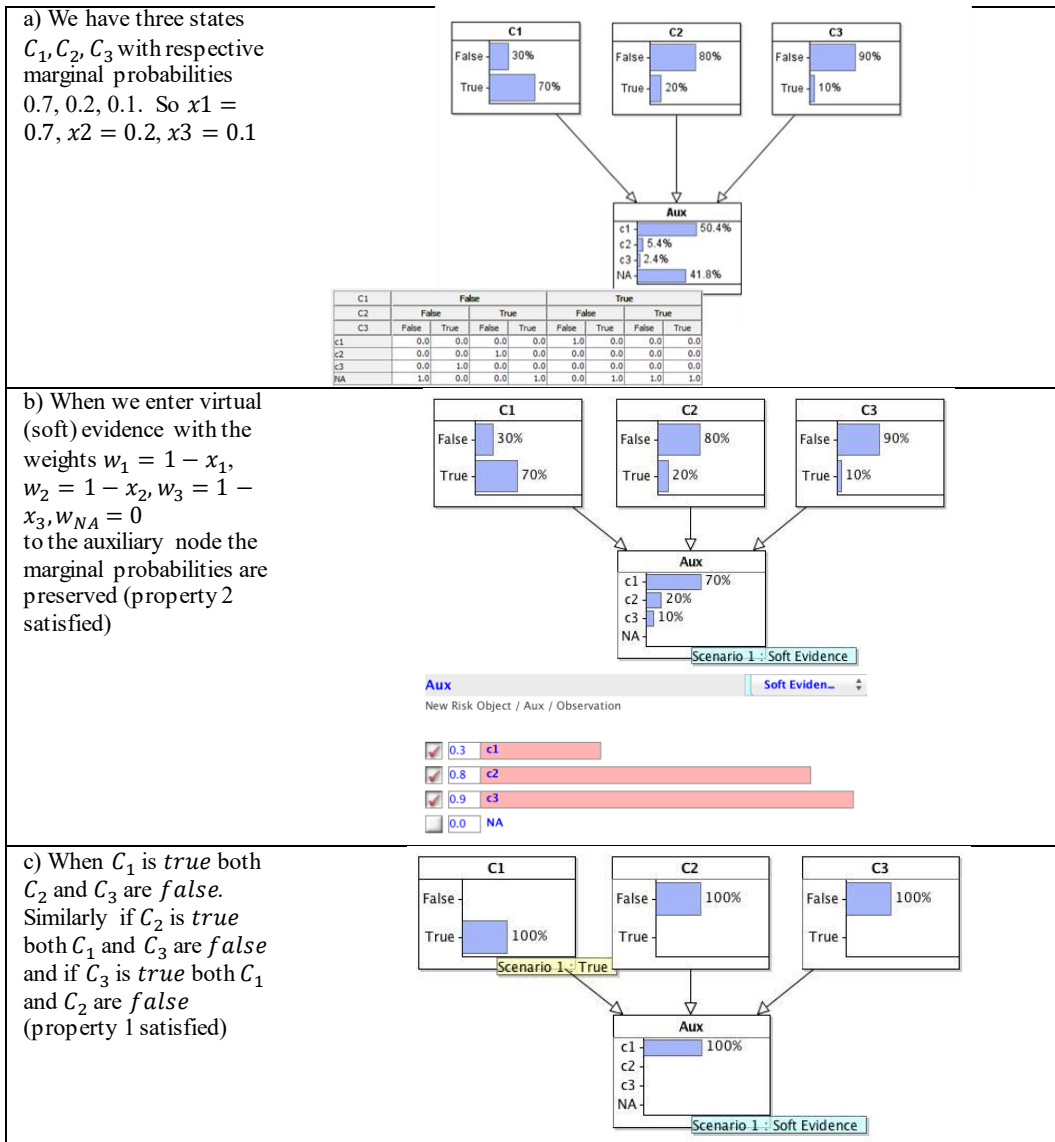 a) We have three states
𝐶₁, 𝐶₂, 𝐶₃ with respective
marginal probabilities
0.7, 0.2, 0.1. So 𝑥1 =
0.7, 𝑥2 = 0.2, 𝑥3 = 0.1
C1
False
30%
True
70%
C2
False
80%
True
20%
C3
False
90%
True
10%
Aux
c1
50.4%
c2
5.4%
c3
2.4%
NA
41.8%
C1 False True
C2 False True False True
C3 False True False True False True False True
c1 0.0 0.0 0.0 0.0 1.0 0.0 0.0 0.0
c2 0.0 0.0 1.0 0.0 0.0 0.0 0.0 0.0
c3 0.0 1.0 0.0 0.0 0.0 0.0 0.0 0.0
NA 1.0 0.0 0.0 1.0 0.0 1.0 1.0 1.0
b) When we enter virtual
(soft) evidence with the
weights 𝑤₁ = 1 − 𝑥₁,
𝑤₂ = 1 − 𝑥₂, 𝑤₃ = 1 −
𝑥₃, 𝑤NA = 0
to the auxiliary node the
marginal probabilities are
preserved (property 2
satisfied)
C1
False
30%
True
70%
C2
False
80%
True
20%
C3
False
90%
True
10%
Aux
c1
70%
c2
20%
c3
10%
NA
Scenario 1 : Soft Evidence
Aux
Soft Eviden...
New Risk Object / Aux / Observation
0.3 c1
0.8 c2
0.9 c3
0.0 NA
c) When 𝐶₁ is 𝑡𝑟𝑢𝑒 both
𝐶₂ and 𝐶₃ are 𝑓𝑎𝑙𝑠𝑒.
Similarly if 𝐶₂ is 𝑡𝑟𝑢𝑒
both 𝐶₁ and 𝐶₃ are 𝑓𝑎𝑙𝑠𝑒
and if 𝐶₃ is 𝑡𝑟𝑢𝑒 both 𝐶₁
and 𝐶₂ are 𝑓𝑎𝑙𝑠𝑒
(property 1 satisfied)
C1
False
True
100%
Scenario 1 : True
C2
False
100%
True
C3
False
100%
True
Aux
c1
100%
c2
c3
NA
Scenario 1 : Soft Evidence